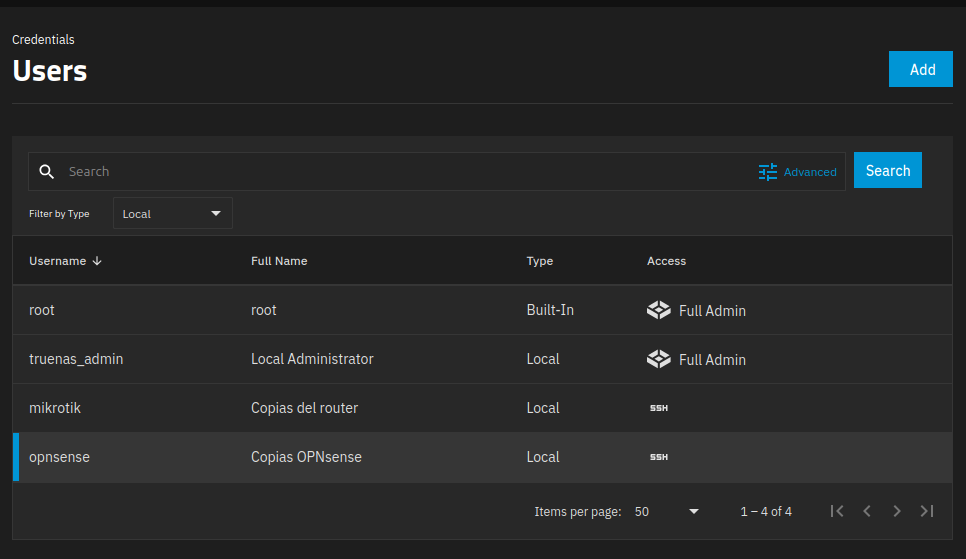 Credentials
Users
Add
Search
Advanced
Search
Filter by Type
Local
Username Full Name Type Access
root root Built-In Full Admin
truenas_admin Local Administrator Local Full Admin
mikrotik Copias del router Local SSH
opnsense Copias OPNsense Local SSH
Items per page: 50 1 – 4 of 4